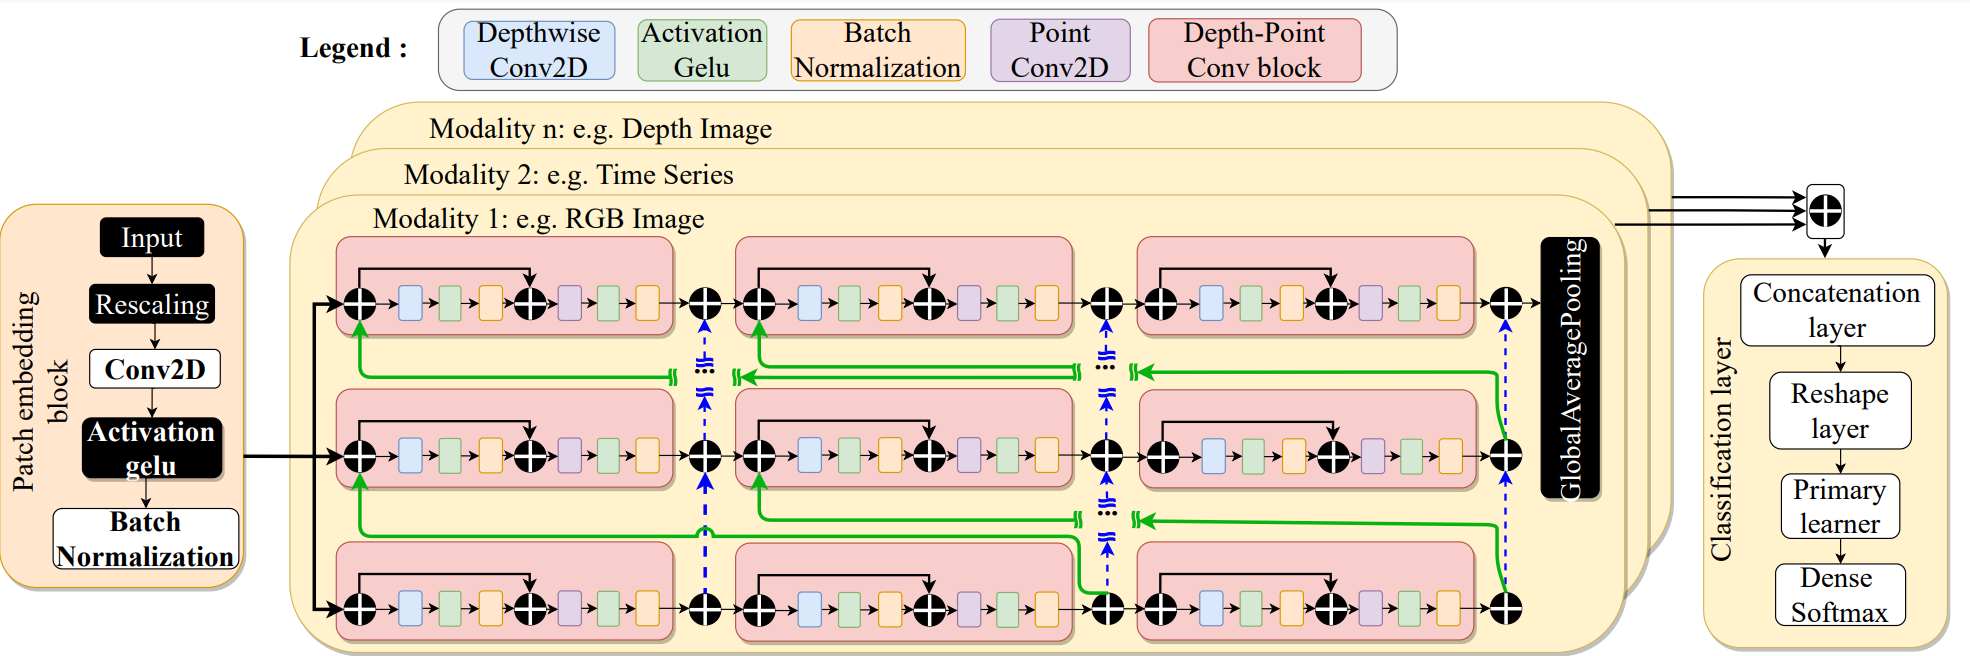 Legend :
Depthwise
Conv2D
Activation
Gelu
Batch
Normalization
Point
Conv2D
Depth-Point
Conv block
Modality n: e.g. Depth Image
Modality 2: e.g. Time Series
Modality 1: e.g. RGB Image
Patch embedding
block
Input
Rescaling
Conv2D
Activation
gelu
Batch
Normalization
GlobalAveragePooling
Classification layer
Concatenation
layer
Reshape
layer
Primary
learner
Dense
Softmax